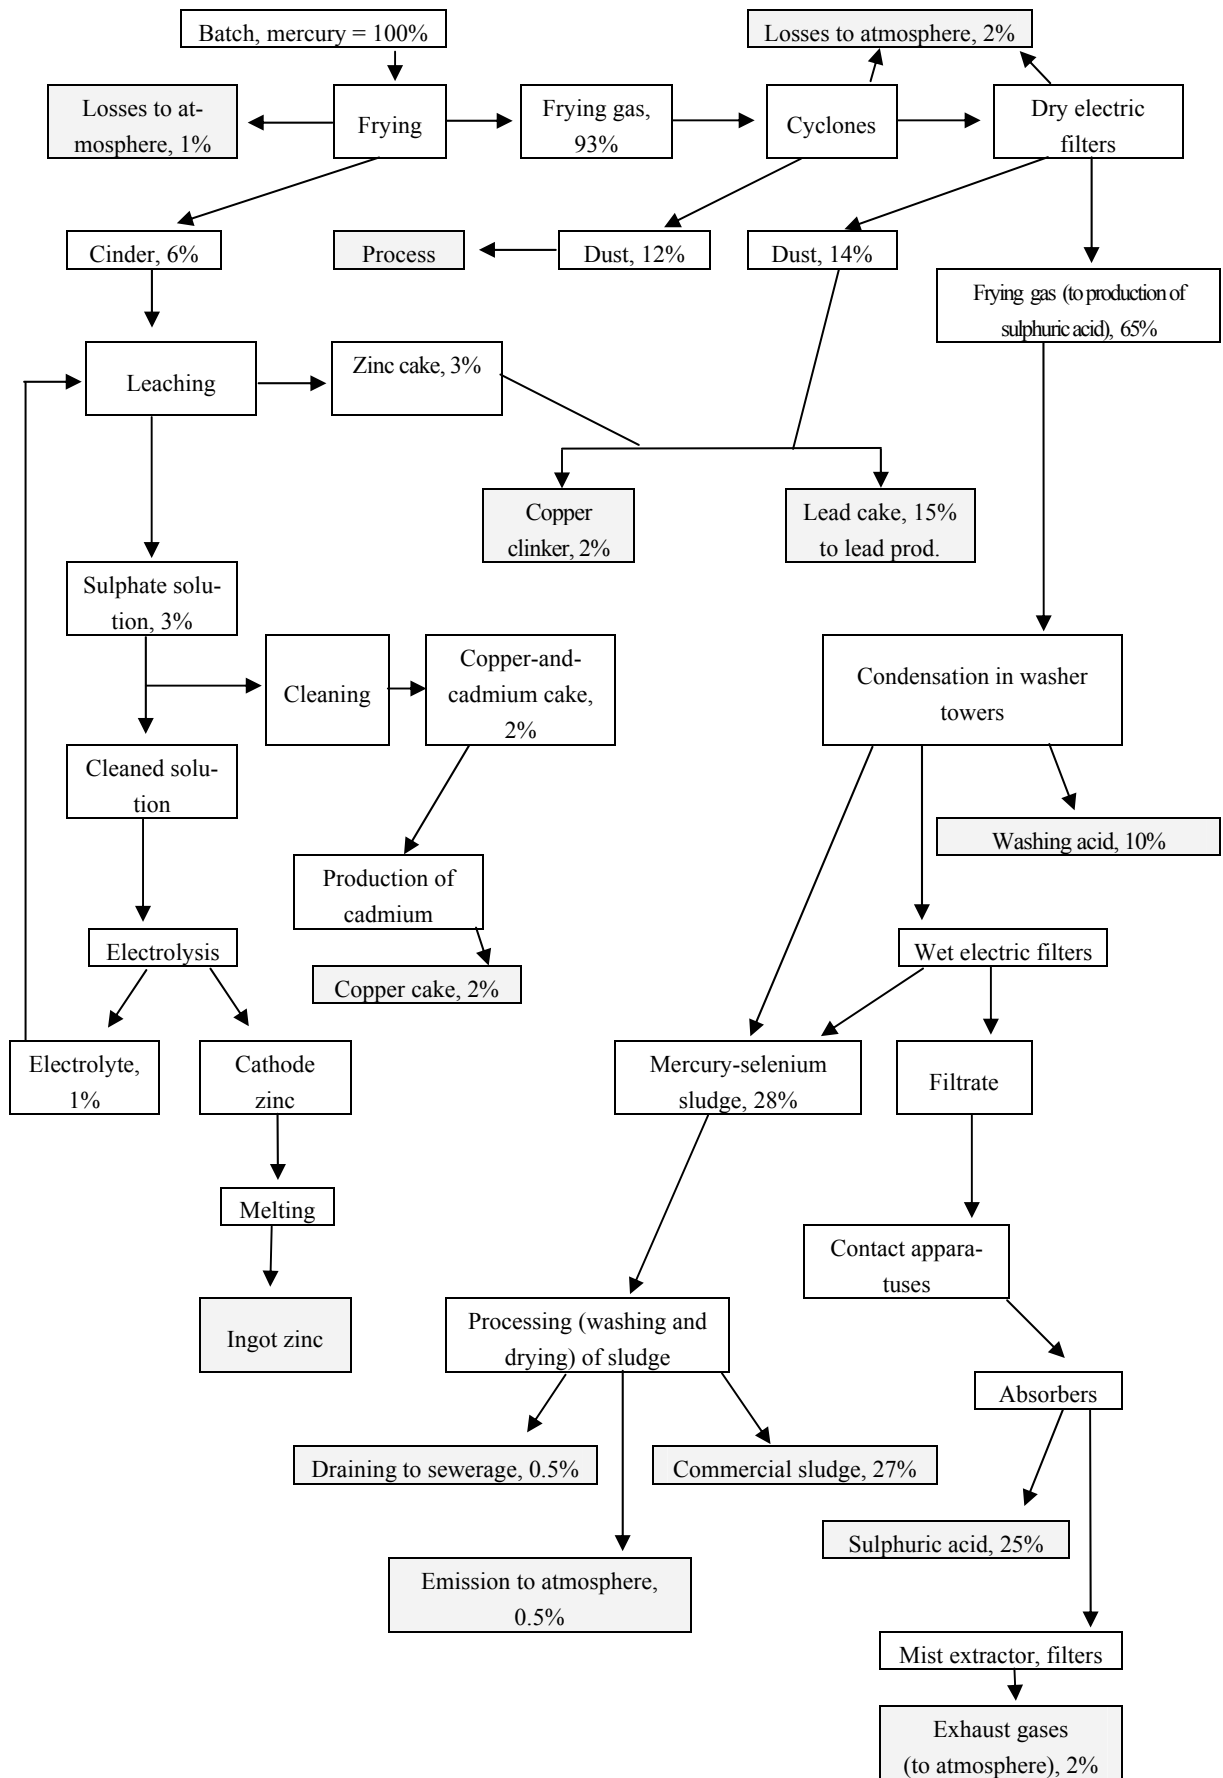 Batch, mercury = 100%
Losses to atmosphere, 2%
Losses to at-
mosphere, 1%
Frying
Frying gas,
93%
Cyclones
Dry electric
filters
Cinder, 6%
Process
Dust, 12%
Dust, 14%
Frying gas (to production of
sulphuric acid), 65%
Leaching
Zinc cake, 3%
Copper
clinker, 2%
Lead cake, 15%
to lead prod.
Sulphate solu-
tion, 3%
Cleaning
Copper-and-
cadmium cake,
2%
Condensation in washer
towers
Cleaned solu-
tion
Washing acid, 10%
Production of
cadmium
Electrolysis
Wet electric filters
Copper cake, 2%
Electrolyte,
1%
Cathode
zinc
Mercury-selenium
sludge, 28%
Filtrate
Melting
Contact appara-
tuses
Ingot zinc
Processing (washing and
drying) of sludge
Absorbers
Draining to sewerage, 0.5%
Commercial sludge, 27%
Sulphuric acid, 25%
Emission to atmosphere,
0.5%
Mist extractor, filters
Exhaust gases
(to atmosphere), 2%